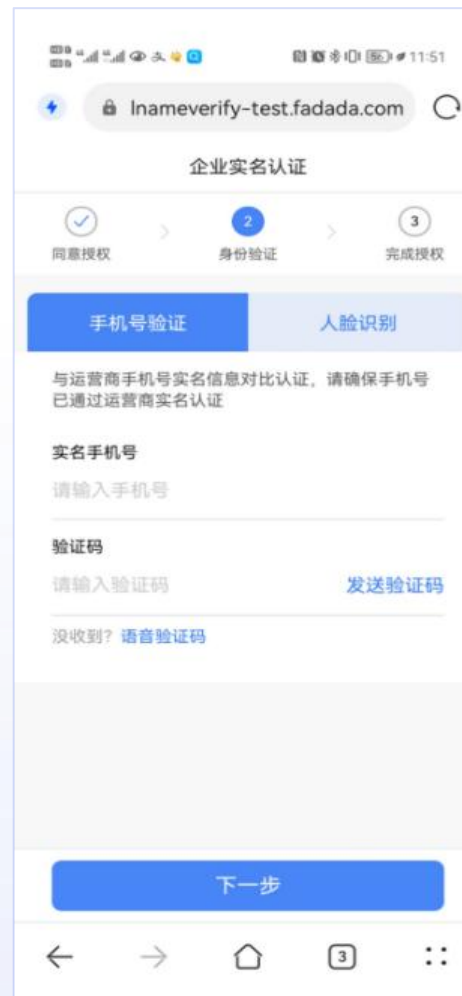 11:51
lnameverify-test.fadada.com
企业实名认证
2
3
同意授权
身份验证
完成授权
手机号验证
人脸识别
与运营商手机号实名信息对比认证，请确保手机号
已通过运营商实名认证
实名手机号
请输入手机号
验证码
请输入验证码
发送验证码
没收到？语音验证码
下一步
3